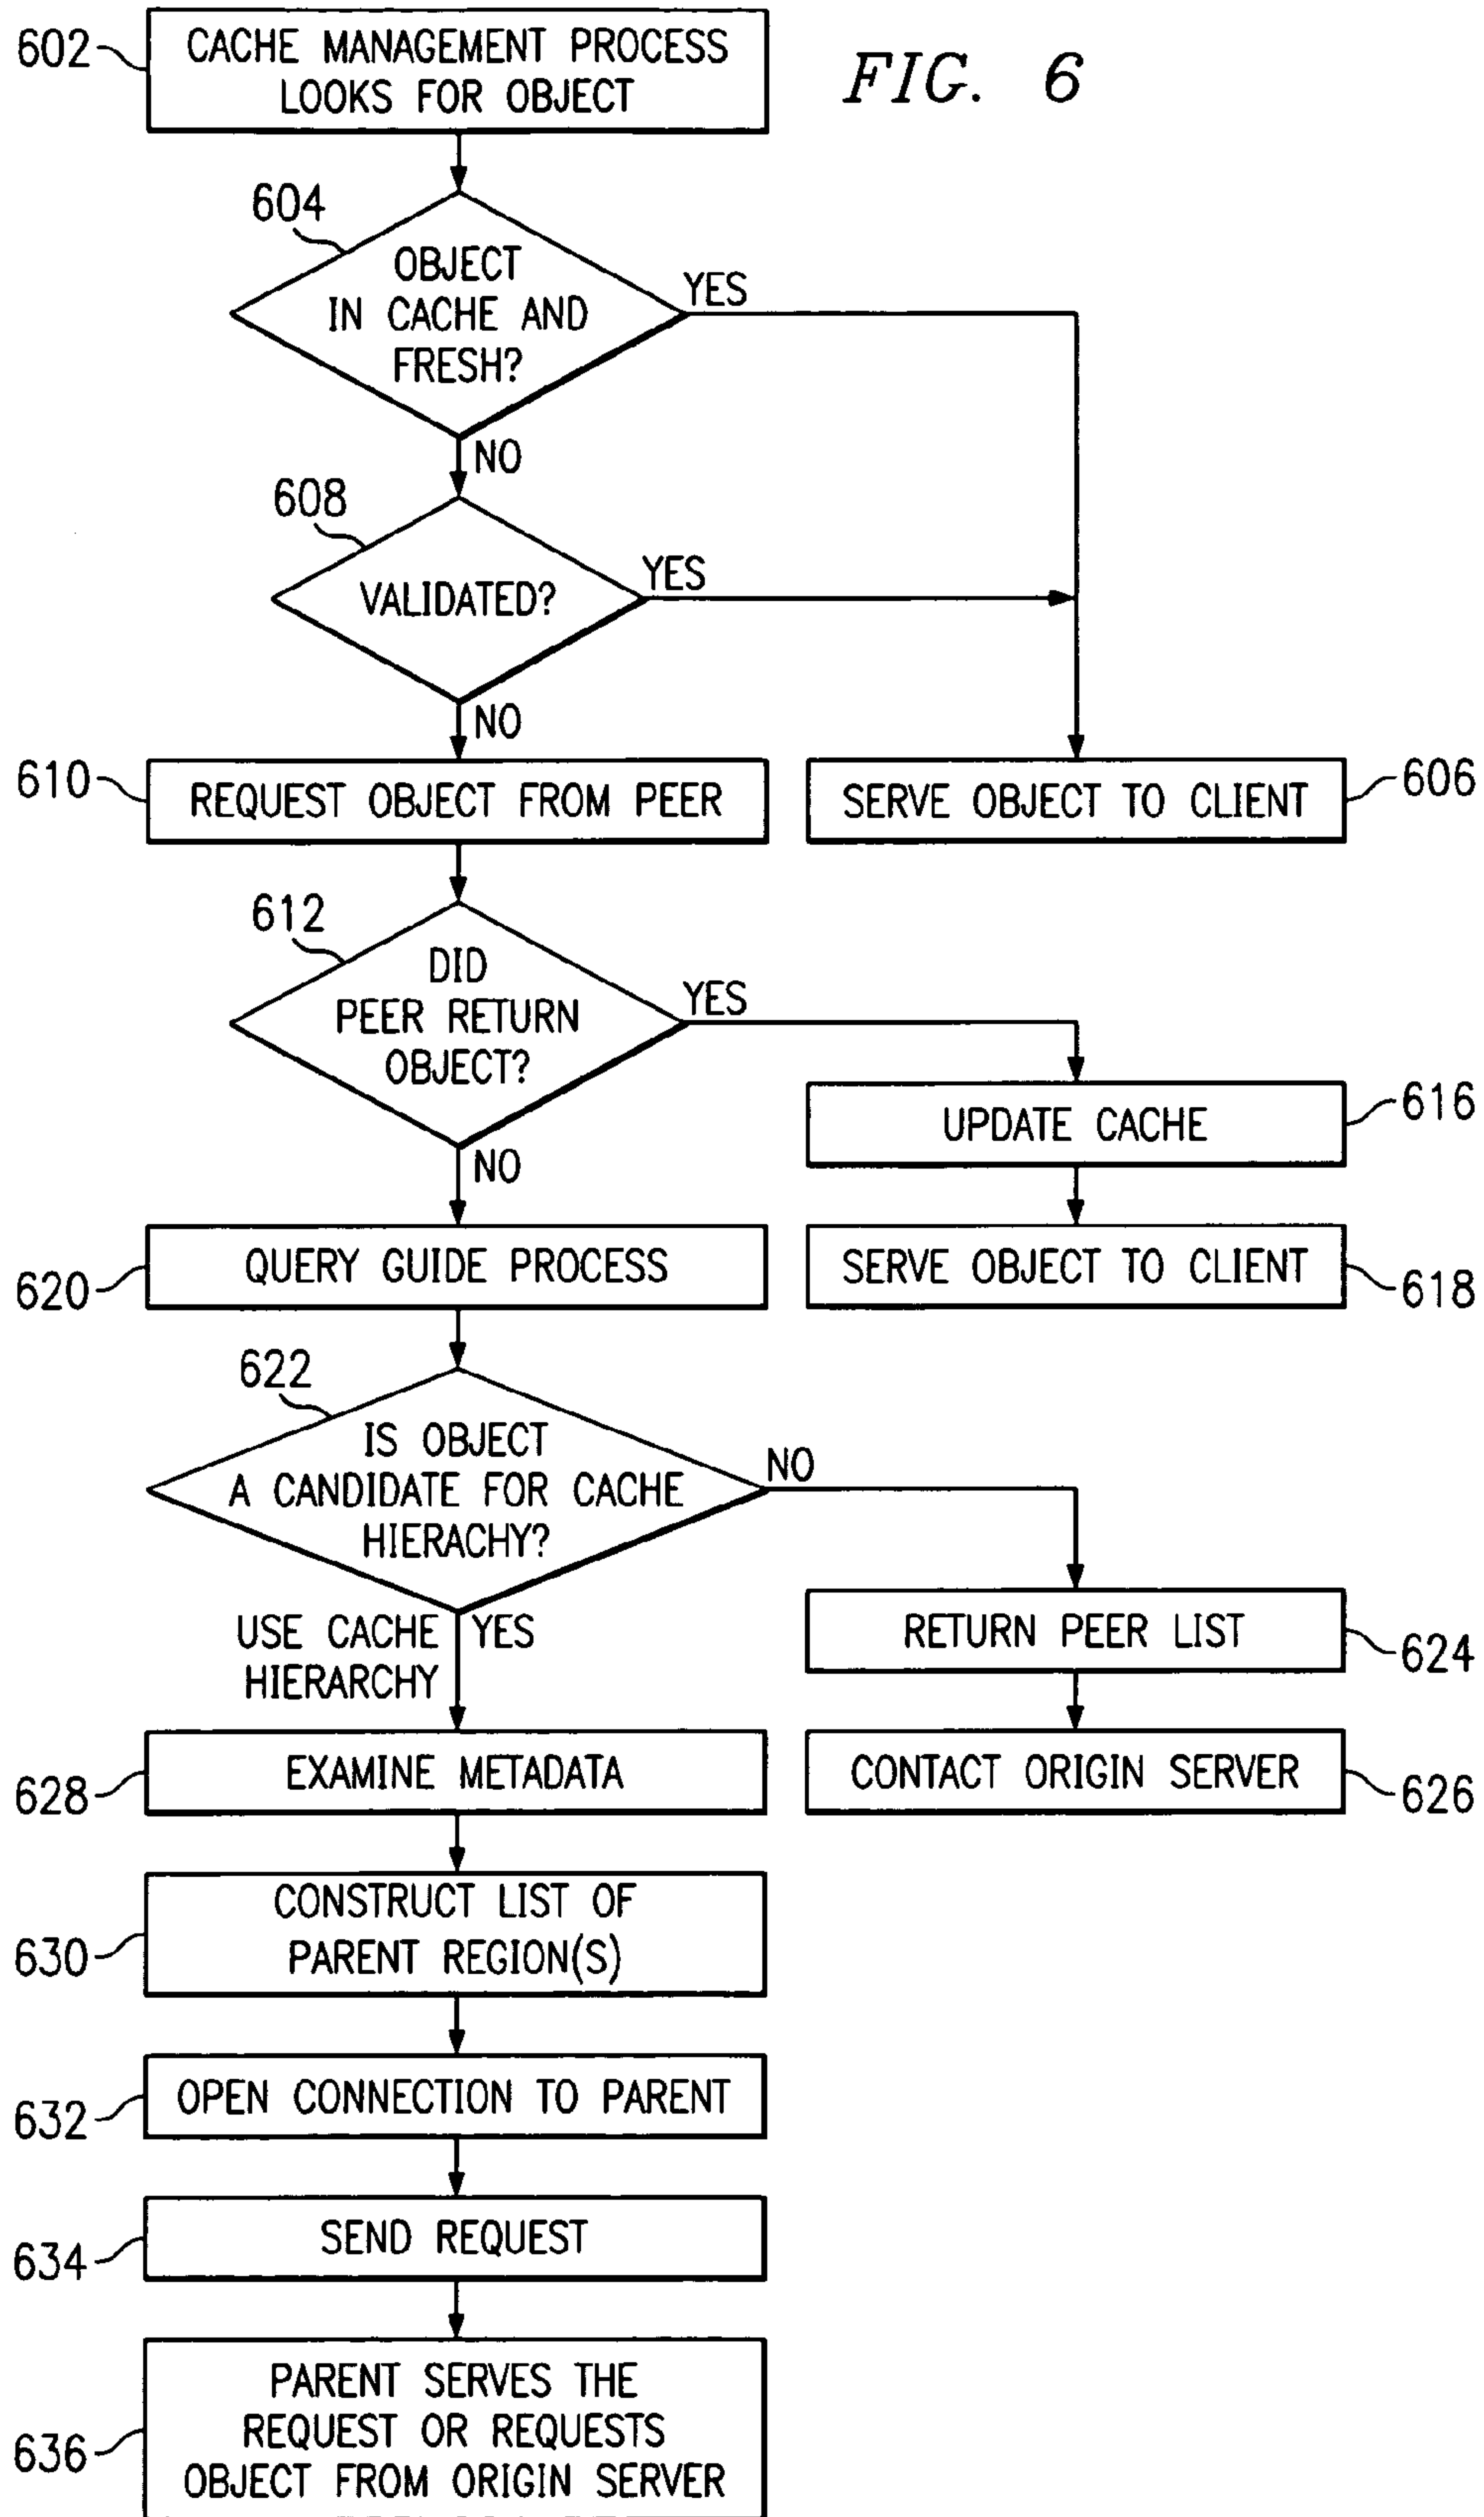 602
CACHE MANAGEMENT PROCESS
LOOKS FOR OBJECT
FIG. 6
604
OBJECT
IN CACHE AND
FRESH?
YES
NO
608
VALIDATED?
YES
NO
610
REQUEST OBJECT FROM PEER
SERVE OBJECT TO CLIENT
606
612
DID
PEER RETURN
OBJECT?
YES
NO
UPDATE CACHE
616
620
QUERY GUIDE PROCESS
SERVE OBJECT TO CLIENT
618
622
IS OBJECT
A CANDIDATE FOR CACHE
HIERACHY?
NO
USE CACHE
HIERARCHY
YES
RETURN PEER LIST
624
628
EXAMINE METADATA
CONTACT ORIGIN SERVER
626
630
CONSTRUCT LIST OF
PARENT REGION(S)
632
OPEN CONNECTION TO PARENT
634
SEND REQUEST
636
PARENT SERVES THE
REQUEST OR REQUESTS
OBJECT FROM ORIGIN SERVER